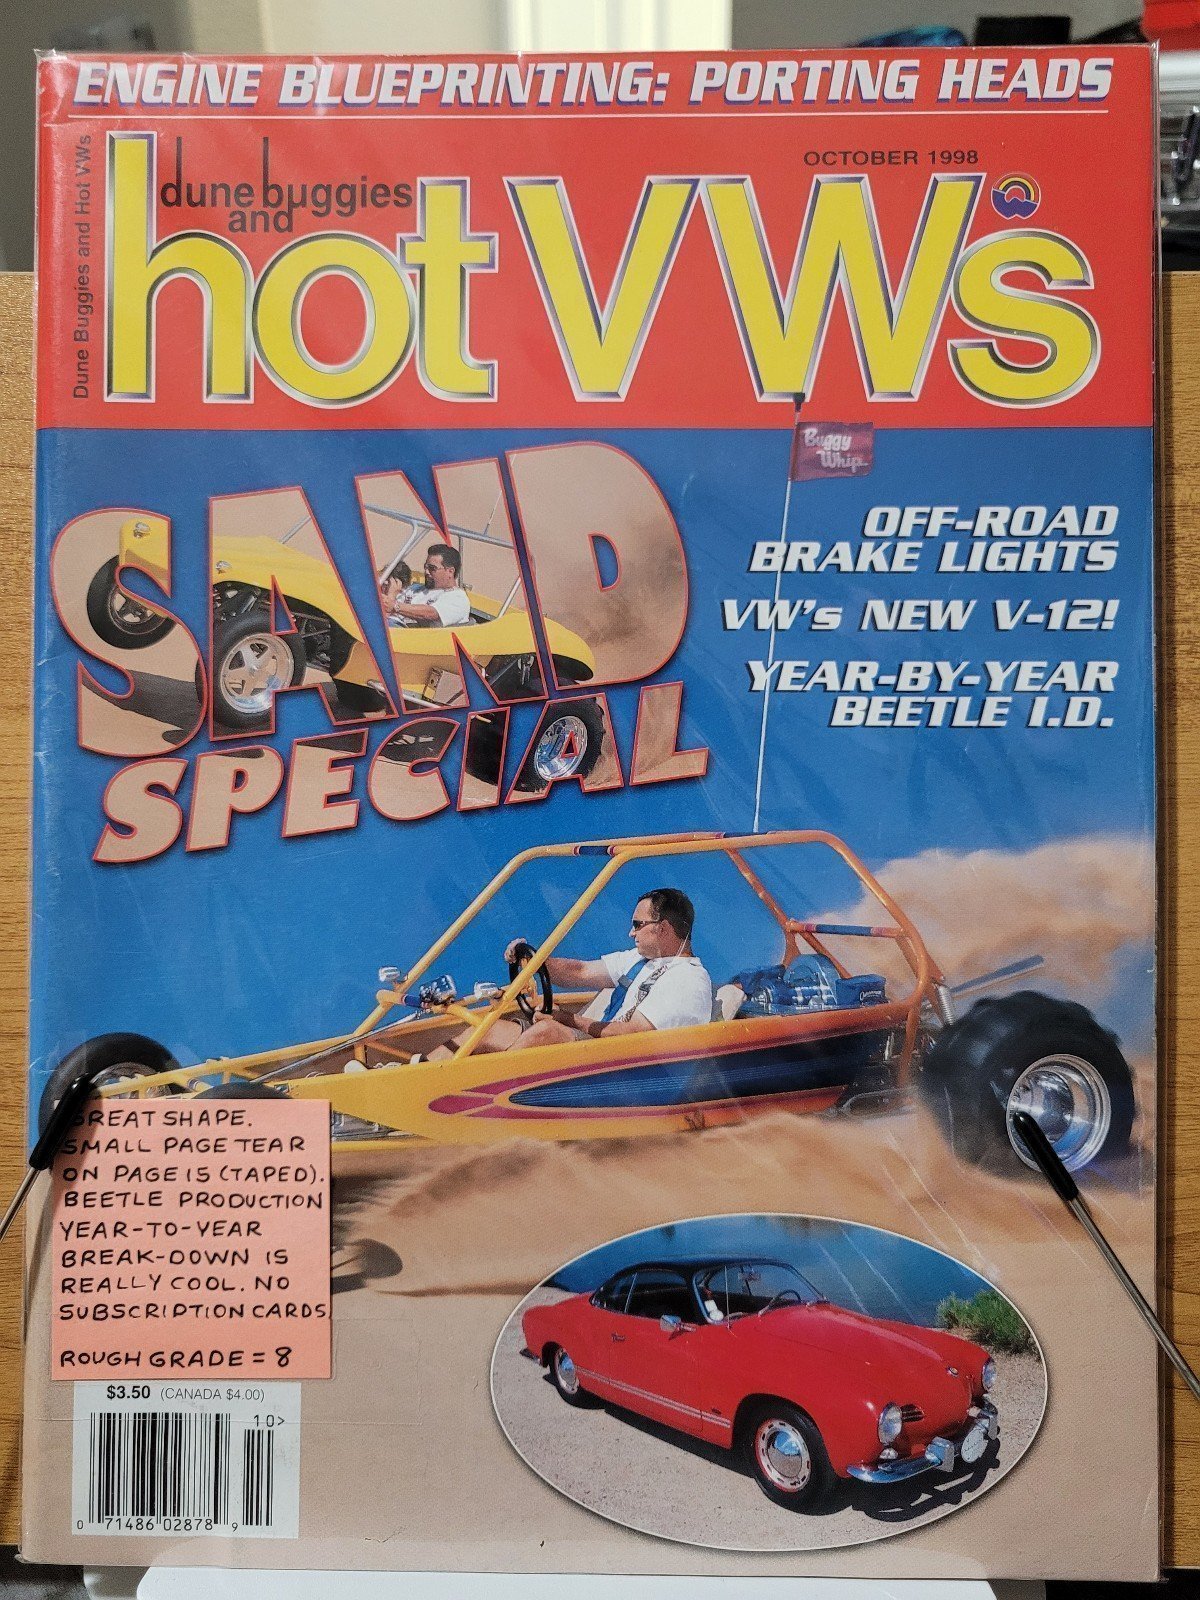 ENGINE BLUEPRINTING: PORTING HEADS
Dune Buggies and Hot VWs
OCTOBER 1998
dune buggies
and
hot VWs
Buggy
Whip
SAND
SPECIAL
OFF-ROAD
BRAKE LIGHTS
VW's NEW V-12!
YEAR-BY-YEAR
BEETLE I.D.
GREAT SHAPE.
SMALL PAGE TEAR
ON PAGE 15 (TAPED).
BEETLE PRODUCTION
YEAR-TO-YEAR
BREAK-DOWN IS
REALLY COOL. NO
SUBSCRIPTION CARDS
ROUGH GRADE = 8
$3.50 (CANADA $4.00)
10>
0 71486 02878 9